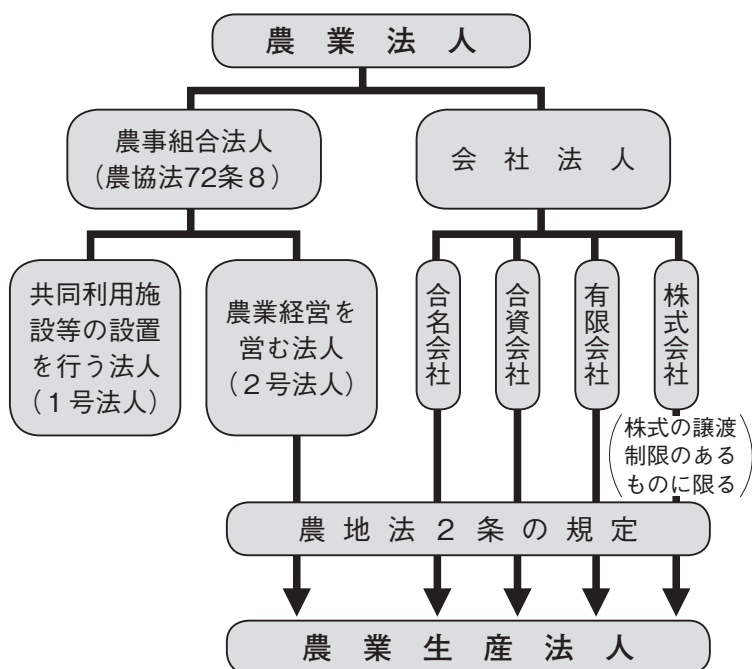 農業法人
農事組合法人
（農協法72条８）
会社法人
共同利用施
設等の設置
を行う法人
（１号法人）
農業経営を
営む法人
（２号法人）
合名会社
合資会社
有限会社
株式会社
（株式の譲渡
制限のある
ものに限る）
農地法２条の規定
農業生産法人